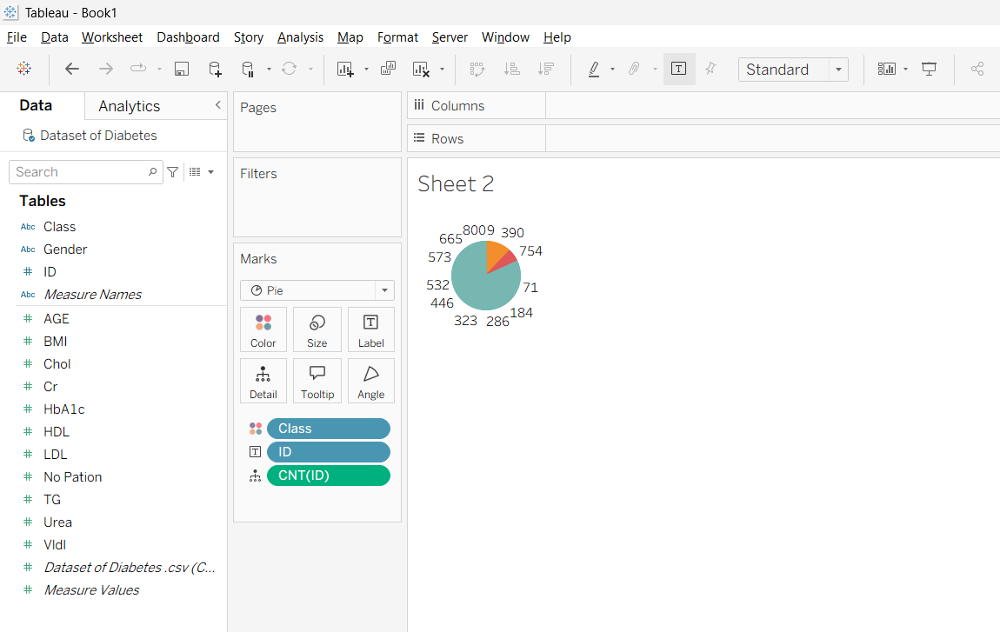 Tableau - Book1
File Data Worksheet Dashboard Story Analysis Map Format Server Window Help
Standard
Data Analytics
Dataset of Diabetes
Search
Tables
Abc Class
Abc Gender
# ID
Abc Measure Names
# AGE
# BMI
# Chol
# Cr
# HbA1c
# HDL
# LDL
# No Pation
# TG
# Urea
# Vldl
# Dataset of Diabetes .csv (C...
# Measure Values
Pages
Filters
Marks
Pie
Color Size Label
Detail Tooltip Angle
Class
T ID
CNT(ID)
Columns
Rows
Sheet 2
665 8009 390
573 754
532 71
446 184
323 286